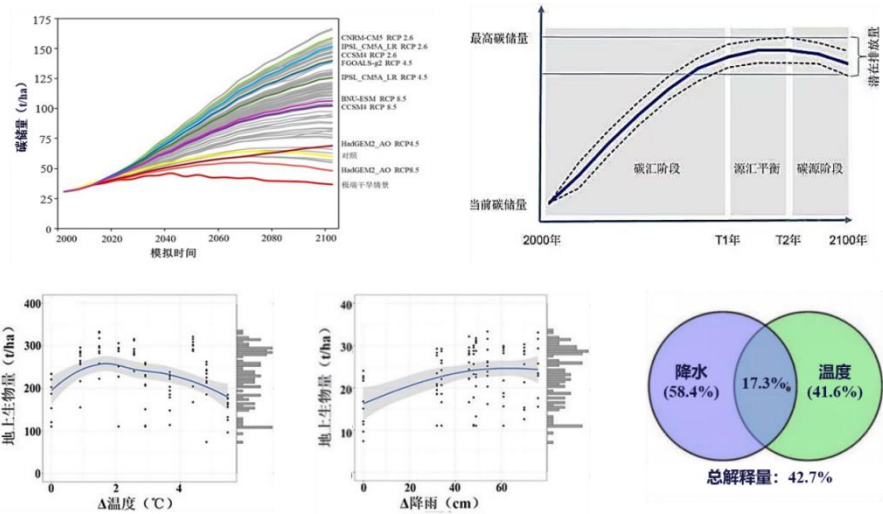 175
150
125
100
75
50
25
0
碳储量（t/ha）
2000
2020
2040
2060
2080
2100
模拟时间
CNRM-CM5 RCP 2.6
IPSL_CM5A_LR RCP 2.6
CCSM4 RCP 2.6
FGOALS-g2 RCP 4.5
IPSL_CM5A_LR RCP 4.5
BNU-ESM RCP 8.5
CCSM4 RCP 8.5
HadGEM2_AO RCP4.5
对照
HadGEM2_AO RCP8.5
极端干旱情景
最高碳储量
当前碳储量
碳汇阶段
源汇平衡
碳源阶段
潜在排放量
2000年
T1年
T2年
2100年
400
300
200
100
0
地上生物量（t/ha）
0
2
4
Δ温度（℃）
40
30
20
10
0
地上生物量（t/ha）
0
20
40
60
Δ降雨（cm）
降水
(58.4%)
17.3%
温度
(41.6%)
总解释量：42.7%